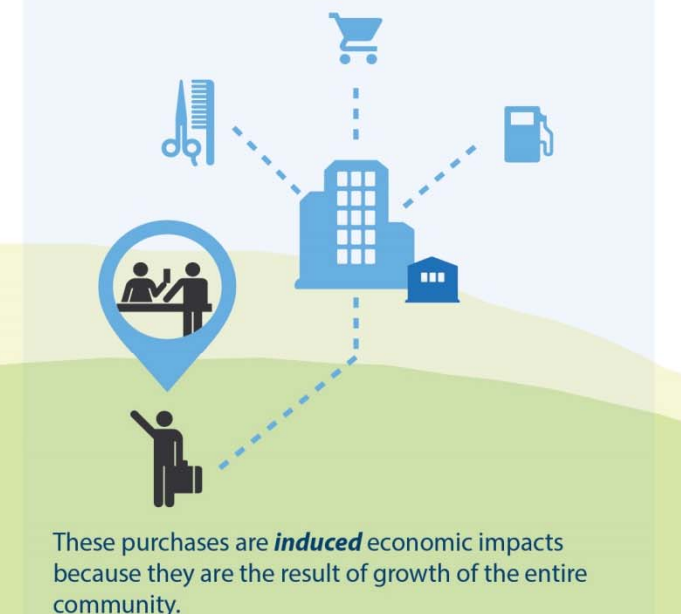 These purchases are induced economic impacts
because they are the result of growth of the entire
community.